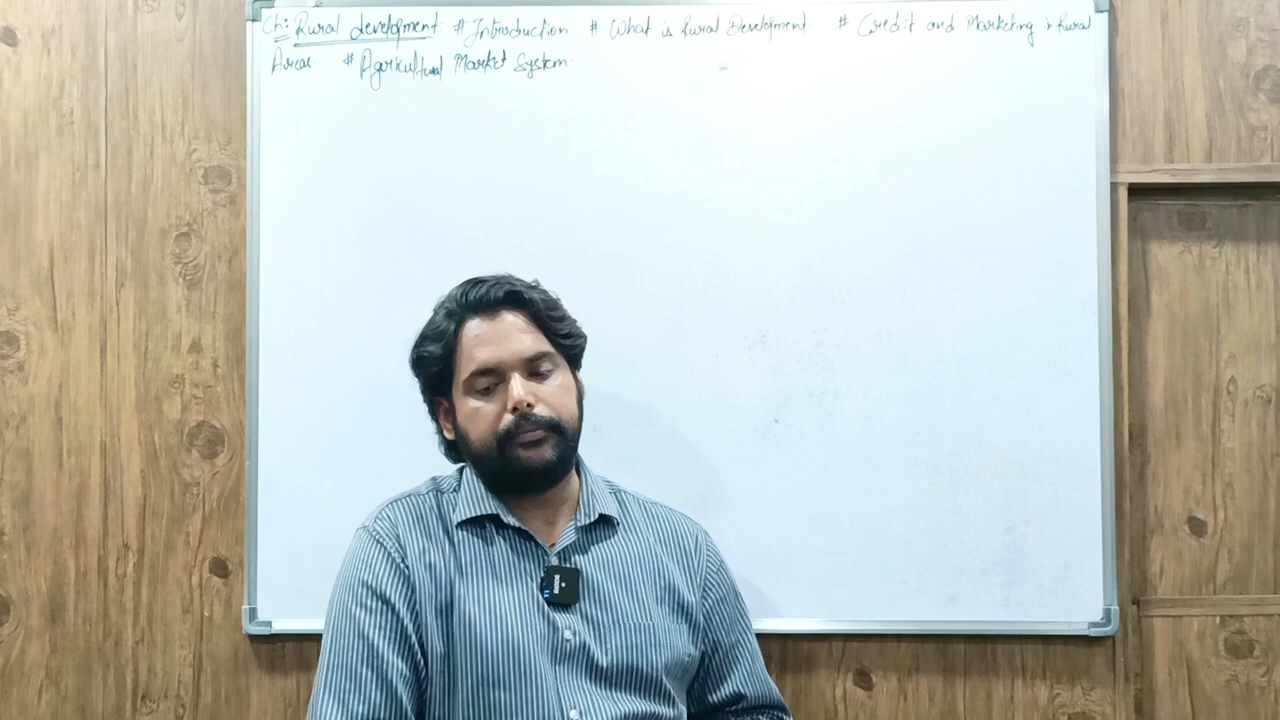 Ch: Rural development: # Introduction # What is Rural Development # Credit and Marketing in Rural
Areas. # Agricultural Market System.